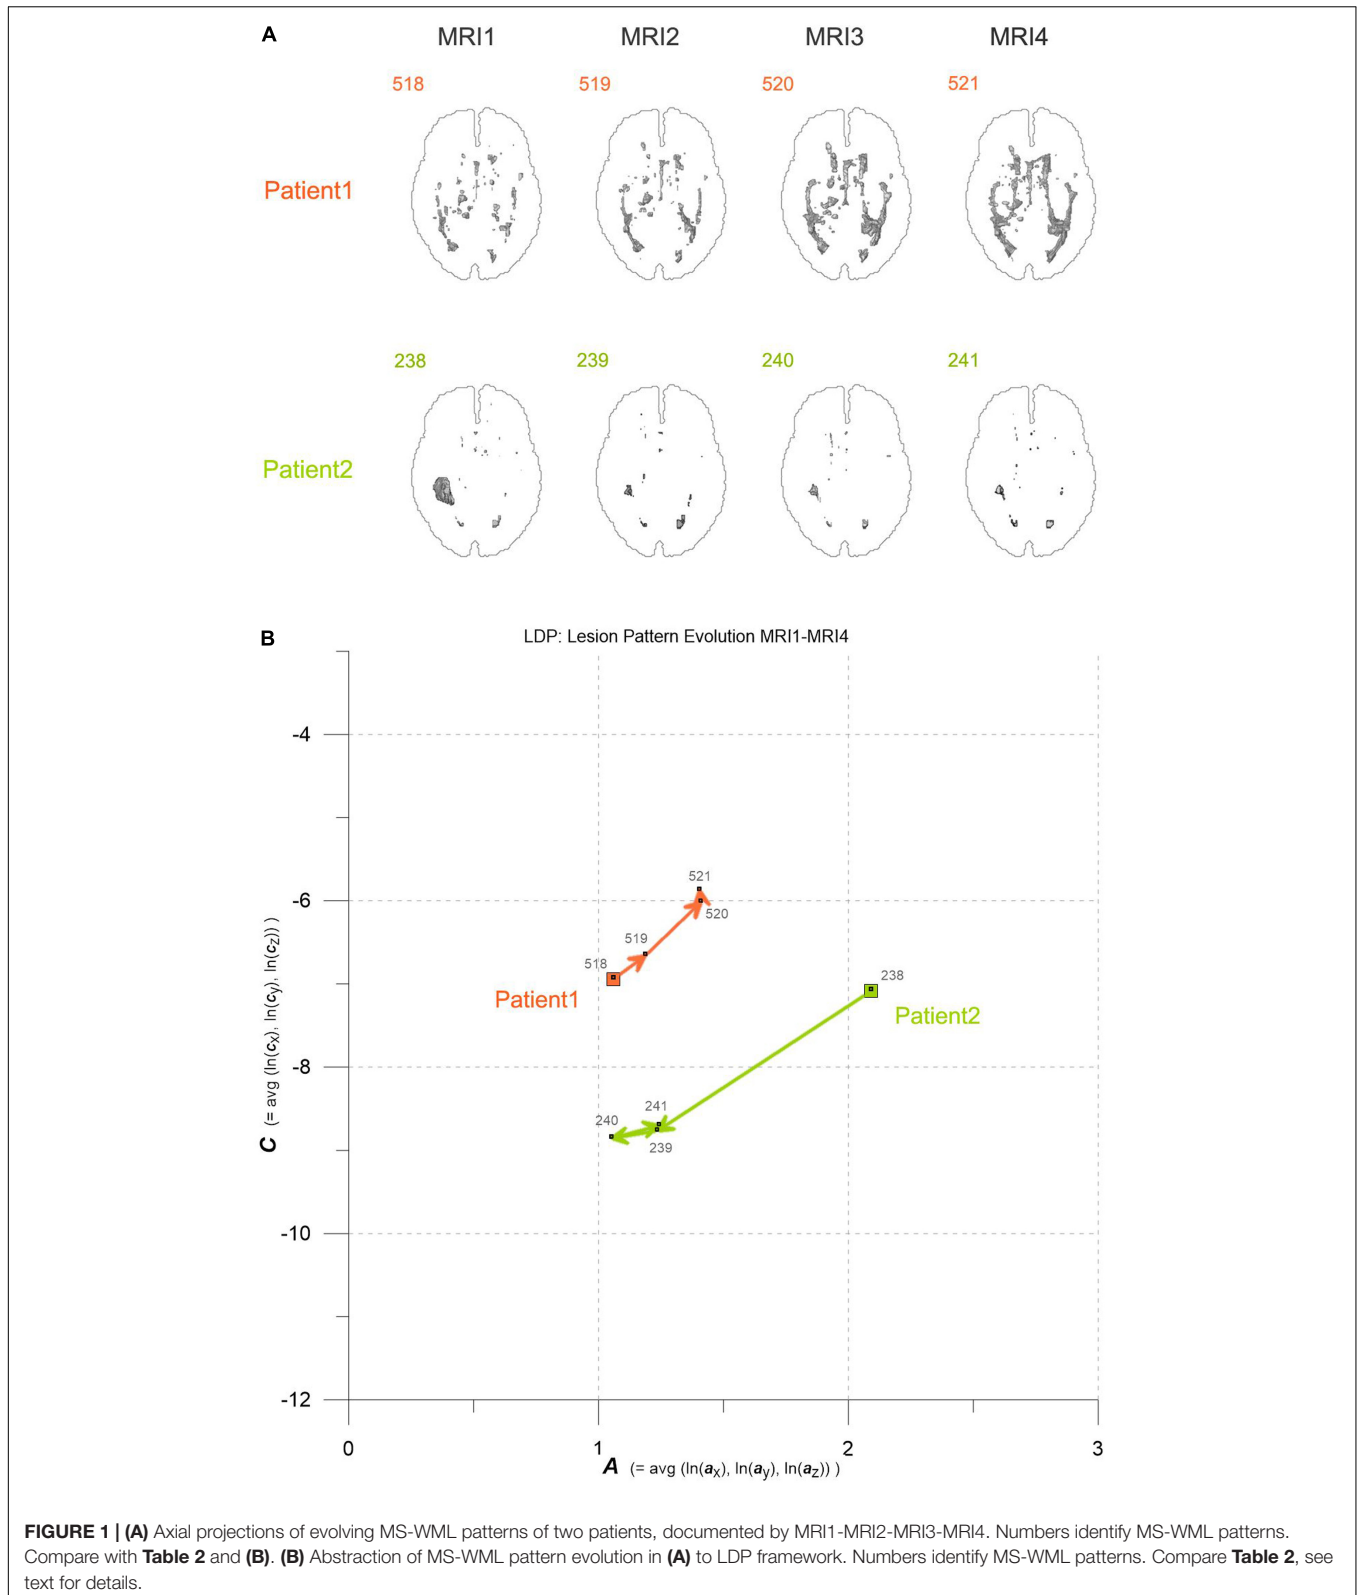 A
MRI1 MRI2 MRI3 MRI4
518 519 520 521
Patient1
238 239 240 241
Patient2
B
LDP: Lesion Pattern Evolution MRI1-MRI4
-4
521
-6
520
519
518
238
Patient1
Patient2
-8
241
240
239
C (= avg (ln(cx), ln(cy), ln(cz)) )
-10
-12
0 1 2 3
A (= avg (ln(ax), ln(ay), ln(az)) )
FIGURE 1 | (A) Axial projections of evolving MS-WML patterns of two patients, documented by MRI1-MRI2-MRI3-MRI4. Numbers identify MS-WML patterns.
Compare with Table 2 and (B). (B) Abstraction of MS-WML pattern evolution in (A) to LDP framework. Numbers identify MS-WML patterns. Compare Table 2, see
text for details.